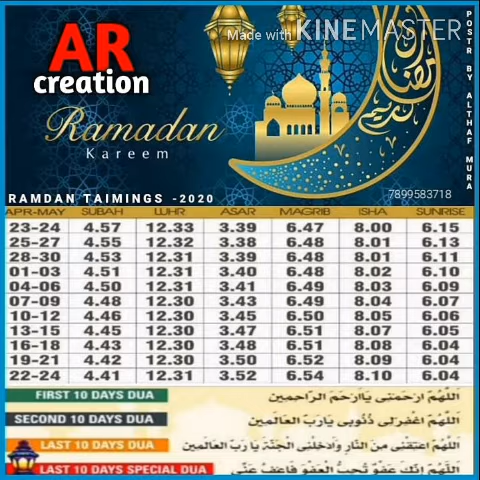 AR
creation
Made with KINEMASTER
Ramadan
Kareem
رمضان كريم
POSTR BY ALTHAF MURA
7899583718
RAMDAN TAIMINGS -2020
APR-MAY SUBAH LUHR ASAR MAGRIB ISHA SUNRISE
23-24 4.57 12.33 3.39 6.47 8.00 6.15
25-27 4.55 12.32 3.38 6.48 8.01 6.13
28-30 4.53 12.31 3.39 6.48 8.01 6.11
01-03 4.51 12.31 3.40 6.48 8.02 6.10
04-06 4.50 12.31 3.41 6.49 8.03 6.09
07-09 4.48 12.30 3.43 6.49 8.04 6.07
10-12 4.46 12.30 3.45 6.50 8.05 6.06
13-15 4.45 12.30 3.47 6.51 8.07 6.05
16-18 4.43 12.30 3.48 6.51 8.08 6.04
19-21 4.42 12.30 3.50 6.52 8.09 6.04
22-24 4.41 12.31 3.52 6.54 8.10 6.04
FIRST 10 DAYS DUA اَللّٰهُمَّ ارْحَمْنِى يَااَرْحَمَ الرَّاحِمِين
SECOND 10 DAYS DUA اَللّٰهُمَّ اغْفِرْلِى ذُنُوبِى يَارَبَّ الْعَالَمِين
LAST 10 DAYS DUA اَللّٰهُمَّ اعْتِقْنِى مِنَ النَّارِ وَاَدْخِلْنِى الْجَنَّةَ يَا رَبَّ الْعَالَمِين
LAST 10 DAYS SPECIAL DUA اَللّٰهُمَّ اِنَّكَ عَفُوٌّ تُحِبُّ الْعَفْوَ فَاعْفُ عَنِّى